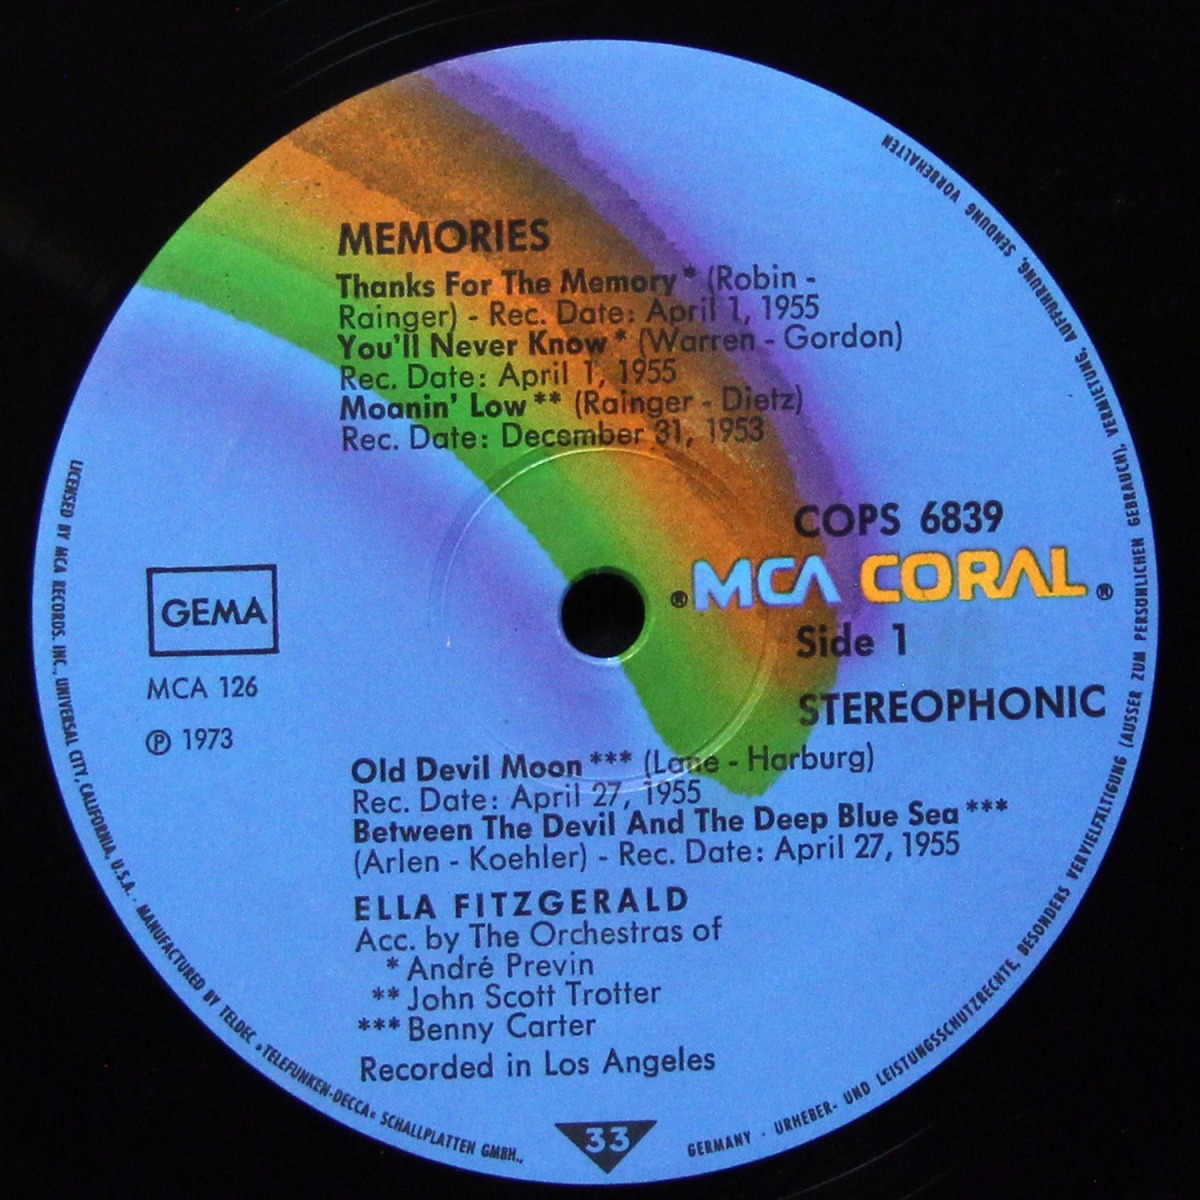 MEMORIES
Thanks For The Memory * (Robin -
Rainger) - Rec. Date: April 1, 1955
You'll Never Know * (Warren - Gordon)
Rec. Date: April 1, 1955
Moanin' Low ** (Rainger - Dietz)
Rec. Date: December 31, 1953
COPS 6839
® MCA CORAL ®
Side 1
STEREOPHONIC
GEMA
MCA 126
Ⓟ 1973
Old Devil Moon *** (Lane - Harburg)
Rec. Date: April 27, 1955
Between The Devil And The Deep Blue Sea ***
(Arlen - Koehler) - Rec. Date: April 27, 1955
ELLA FITZGERALD
Acc. by The Orchestras of
* André Previn
** John Scott Trotter
*** Benny Carter
Recorded in Los Angeles
33
LICENSED BY MCA RECORDS, INC., UNIVERSAL CITY, CALIFORNIA, U.S.A. · MANUFACTURED BY TELDEC »TELEFUNKEN-DECCA« SCHALLPLATTEN GMBH.,
GERMANY · URHEBER- UND LEISTUNGSSCHUTZRECHTE, BESONDERS VERVIELFÄLTIGUNG (AUSSER ZUM PERSÖNLICHEN GEBRAUCH), VERMIETUNG, AUFFÜHRUNG, SENDUNG VORBEHALTEN